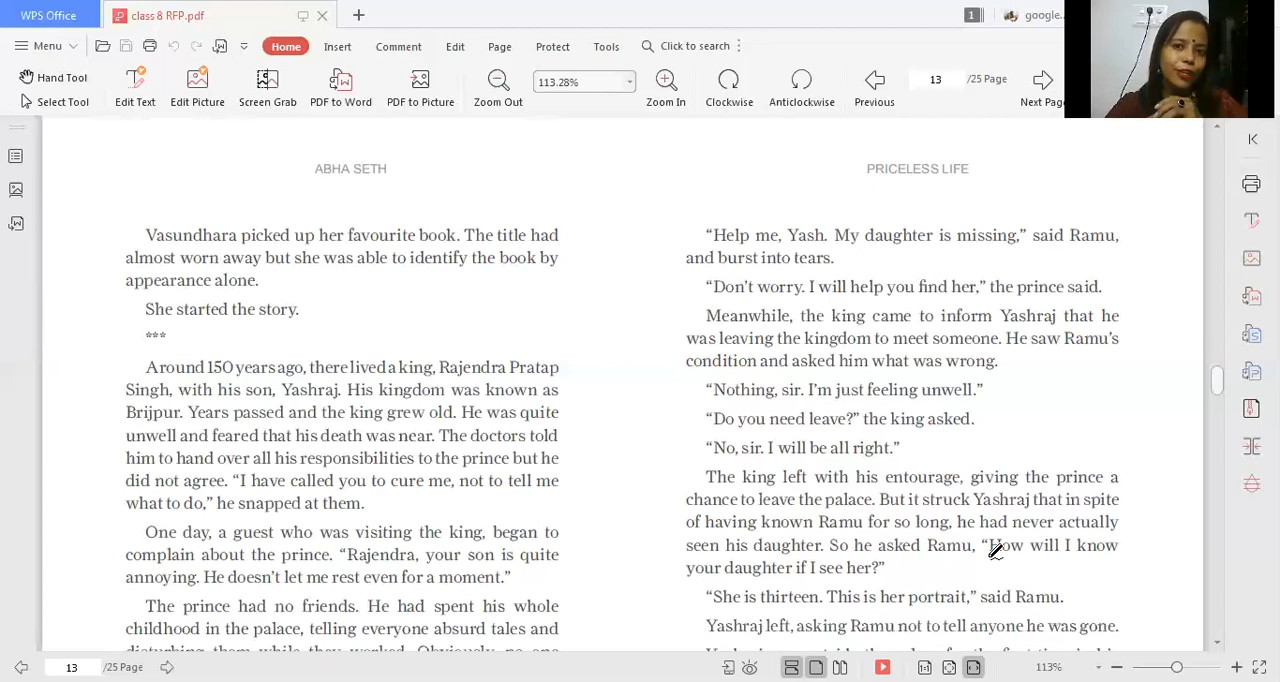 WPS Office
class 8 RFP.pdf
1
google...
Menu
Home
Insert
Comment
Edit
Page
Protect
Tools
Click to search
Hand Tool
Select Tool
Edit Text
Edit Picture
Screen Grab
PDF to Word
PDF to Picture
Zoom Out
113.28%
Zoom In
Clockwise
Anticlockwise
Previous
13
/25 Page
Next Pag
ABHA SETH
Vasundhara picked up her favourite book. The title had
almost worn away but she was able to identify the book by
appearance alone.
She started the story.
***
Around 150 years ago, there lived a king, Rajendra Pratap
Singh, with his son, Yashraj. His kingdom was known as
Brijpur. Years passed and the king grew old. He was quite
unwell and feared that his death was near. The doctors told
him to hand over all his responsibilities to the prince but he
did not agree. “I have called you to cure me, not to tell me
what to do,” he snapped at them.
One day, a guest who was visiting the king, began to
complain about the prince. “Rajendra, your son is quite
annoying. He doesn’t let me rest even for a moment.”
The prince had no friends. He had spent his whole
childhood in the palace, telling everyone absurd tales and
disturbing them while they worked. Obviously, no one
PRICELESS LIFE
“Help me, Yash. My daughter is missing,” said Ramu,
and burst into tears.
“Don’t worry. I will help you find her,” the prince said.
Meanwhile, the king came to inform Yashraj that he
was leaving the kingdom to meet someone. He saw Ramu’s
condition and asked him what was wrong.
“Nothing, sir. I’m just feeling unwell.”
“Do you need leave?” the king asked.
“No, sir. I will be all right.”
The king left with his entourage, giving the prince a
chance to leave the palace. But it struck Yashraj that in spite
of having known Ramu for so long, he had never actually
seen his daughter. So he asked Ramu, “How will I know
your daughter if I see her?”
“She is thirteen. This is her portrait,” said Ramu.
Yashraj left, asking Ramu not to tell anyone he was gone.
13
/25 Page
113%